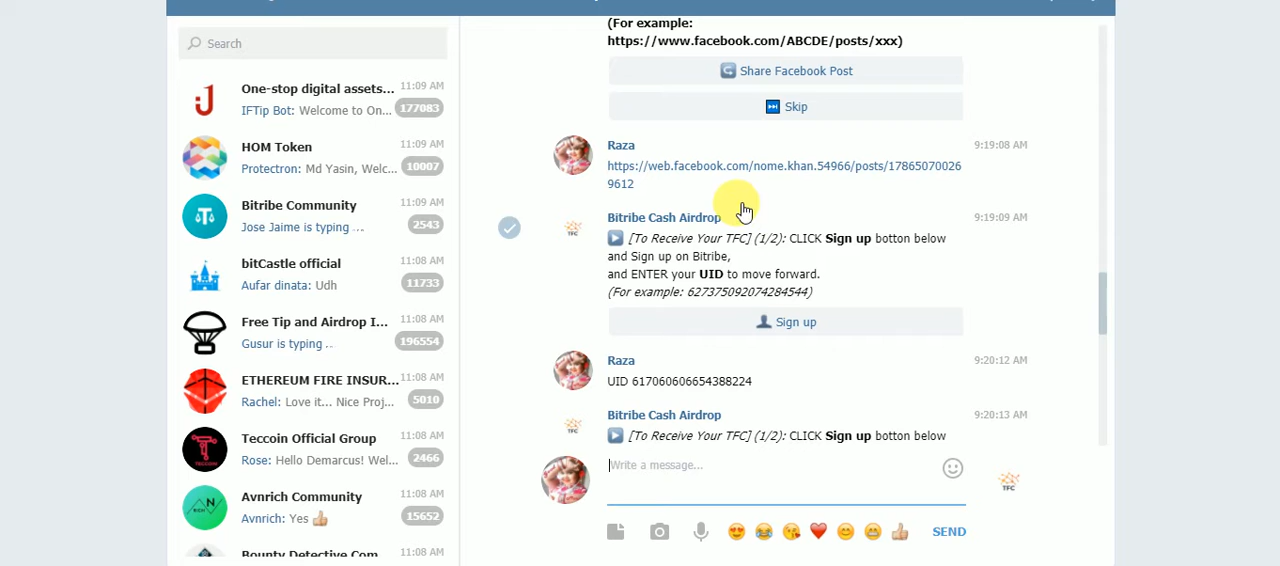 Search
One-stop digital assets... 11:09 AM
IFTip Bot: Welcome to On... 177083
HOM Token 11:09 AM
Protectron: Md Yasin, Welc... 10007
Bitribe Community 11:09 AM
Jose Jaime is typing ... 2543
bitCastle official 11:08 AM
Aufar dinata: Udh 11733
Free Tip and Airdrop I... 11:08 AM
Gusur is typing .. 196554
ETHEREUM FIRE INSUR... 11:08 AM
Rachel: Love it... Nice Proj... 5010
Teccoin Official Group 11:08 AM
Rose: Hello Demarcus! Wel... 2466
Avnrich Community 11:08 AM
Avnrich: Yes 👍 15652
Bounty Detective Com
(For example:
https://www.facebook.com/ABCDE/posts/xxx)
Share Facebook Post
Skip
Raza 9:19:08 AM
https://web.facebook.com/nome.khan.54966/posts/17865070026
9612
Bitribe Cash Airdrop 9:19:09 AM
[To Receive Your TFC] (1/2): CLICK Sign up botton below
and Sign up on Bitribe,
and ENTER your UID to move forward.
(For example: 627375092074284544)
Sign up
Raza 9:20:12 AM
UID 617060606654388224
Bitribe Cash Airdrop 9:20:13 AM
[To Receive Your TFC] (1/2): CLICK Sign up botton below
Write a message...
TFC
SEND